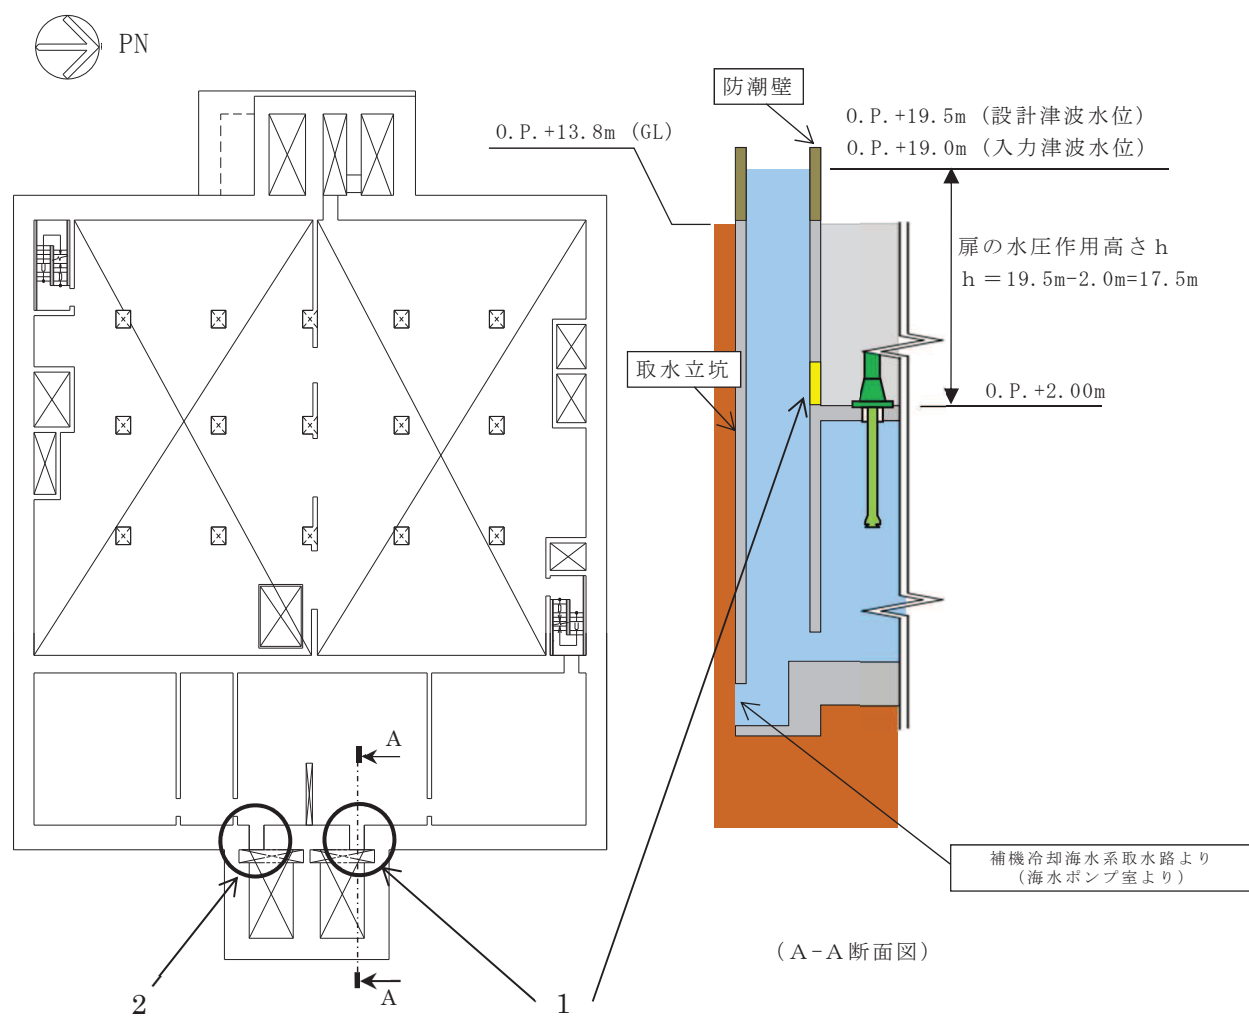 PN
防潮壁
O.P.+13.8m (GL)
O.P.+19.5m (設計津波水位)
O.P.+19.0m (入力津波水位)
扉の水圧作用高さh
h=19.5m-2.0m=17.5m
取水立坑
O.P.+2.00m
A
補機冷却海水系取水路より
(海水ポンプ室より)
(A-A断面図)
A
2
1